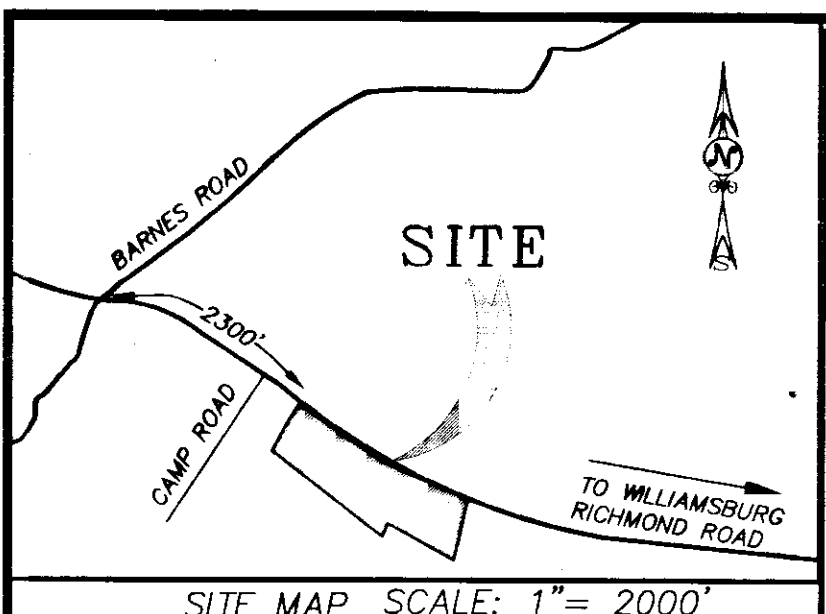 BARNES ROAD
N
SITE
S
2300'
CAMP ROAD
TO WILLIAMSBURG
RICHMOND ROAD
SITE MAP SCALE: 1"= 2000'